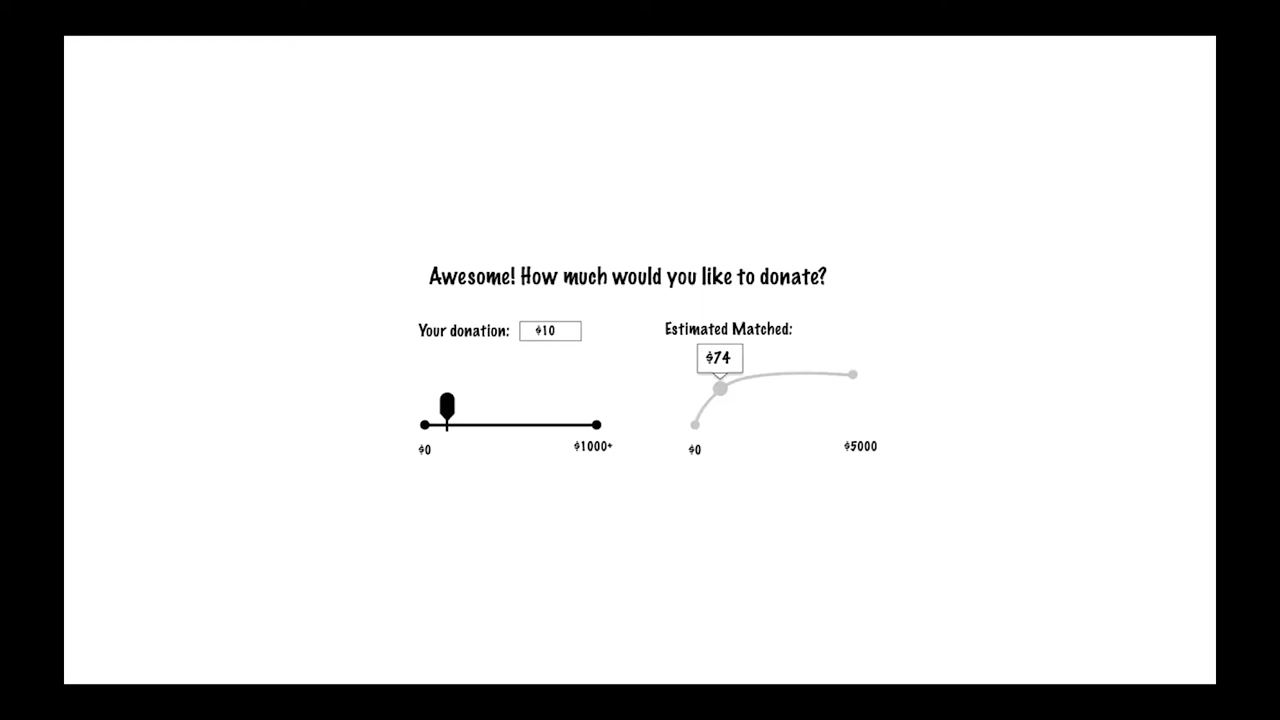 Awesome! How much would you like to donate?
Your donation: $10
Estimated Matched:
$74
$0
$1000+
$0
$5000